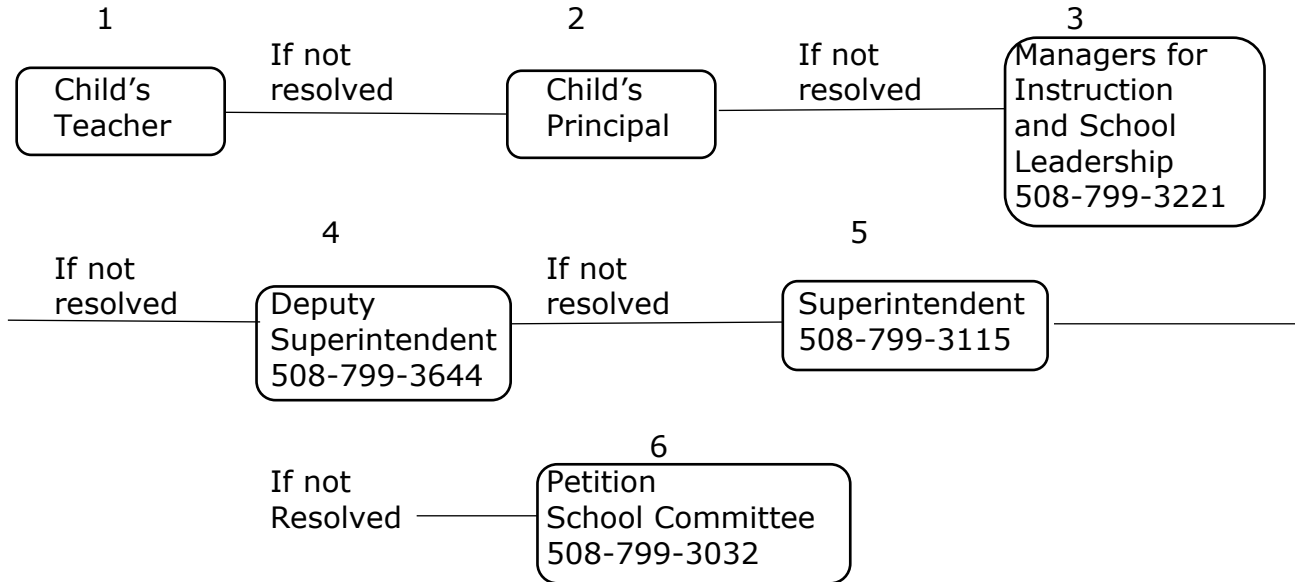 1
Child’s
Teacher
If not
resolved
2
Child’s
Principal
If not
resolved
3
Managers for
Instruction
and School
Leadership
508-799-3221
If not
resolved
4
Deputy
Superintendent
508-799-3644
If not
resolved
5
Superintendent
508-799-3115
If not
Resolved
6
Petition
School Committee
508-799-3032